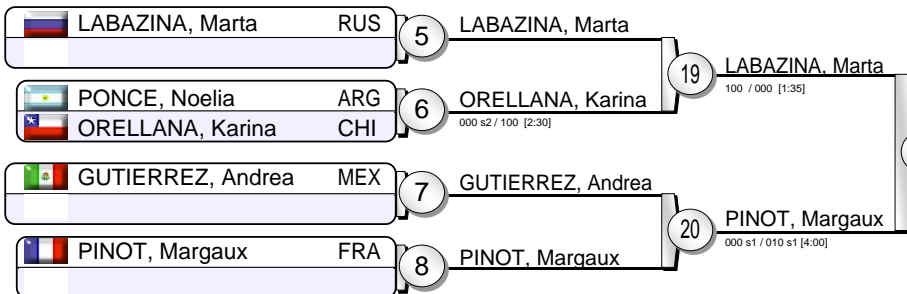 LABAZINA, Marta RUS
5
LABAZINA, Marta
PONCE, Noelia ARG
ORELLANA, Karina CHI
6
ORELLANA, Karina
000 s2 / 100 [2:30]
19
LABAZINA, Marta
100 / 000 [1:35]
GUTIERREZ, Andrea MEX
7
GUTIERREZ, Andrea
PINOT, Margaux FRA
8
PINOT, Margaux
20
PINOT, Margaux
000 s1 / 010 s1 [4:00]